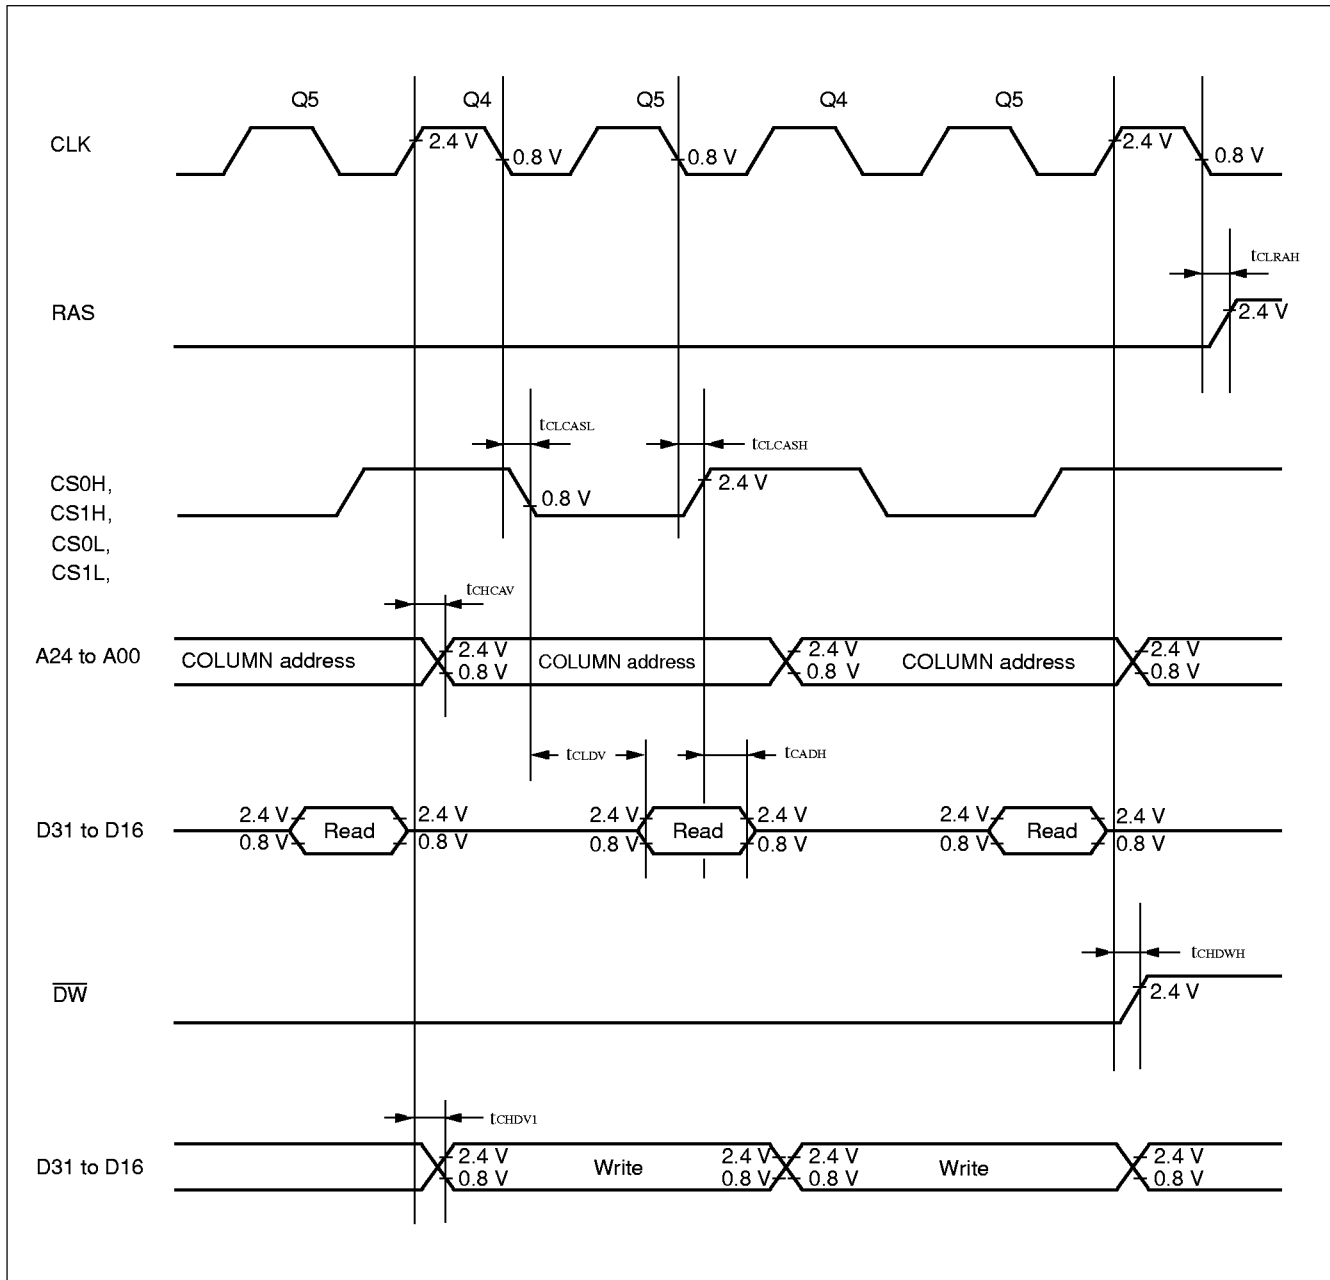 Q5 Q4 Q5 Q4 Q5
CLK 2.4 V 0.8 V 0.8 V 2.4 V 0.8 V
tCLRAH
RAS 2.4 V
tCLCASL tCLCASH
CS0H, 0.8 V 2.4 V
CS1H,
CS0L,
CS1L,
tCHCAV
A24 to A00 COLUMN address 2.4 V COLUMN address 2.4 V COLUMN address 2.4 V
0.8 V 0.8 V 0.8 V
tCLDV tCADH
2.4 V 2.4 V 2.4 V 2.4 V 2.4 V 2.4 V
D31 to D16 Read Read Read
0.8 V 0.8 V 0.8 V 0.8 V 0.8 V 0.8 V
tCHDWH
DW 2.4 V
tCHDV1
D31 to D16 2.4 V Write 2.4 V 2.4 V Write 2.4 V
0.8 V 0.8 V 0.8 V 0.8 V